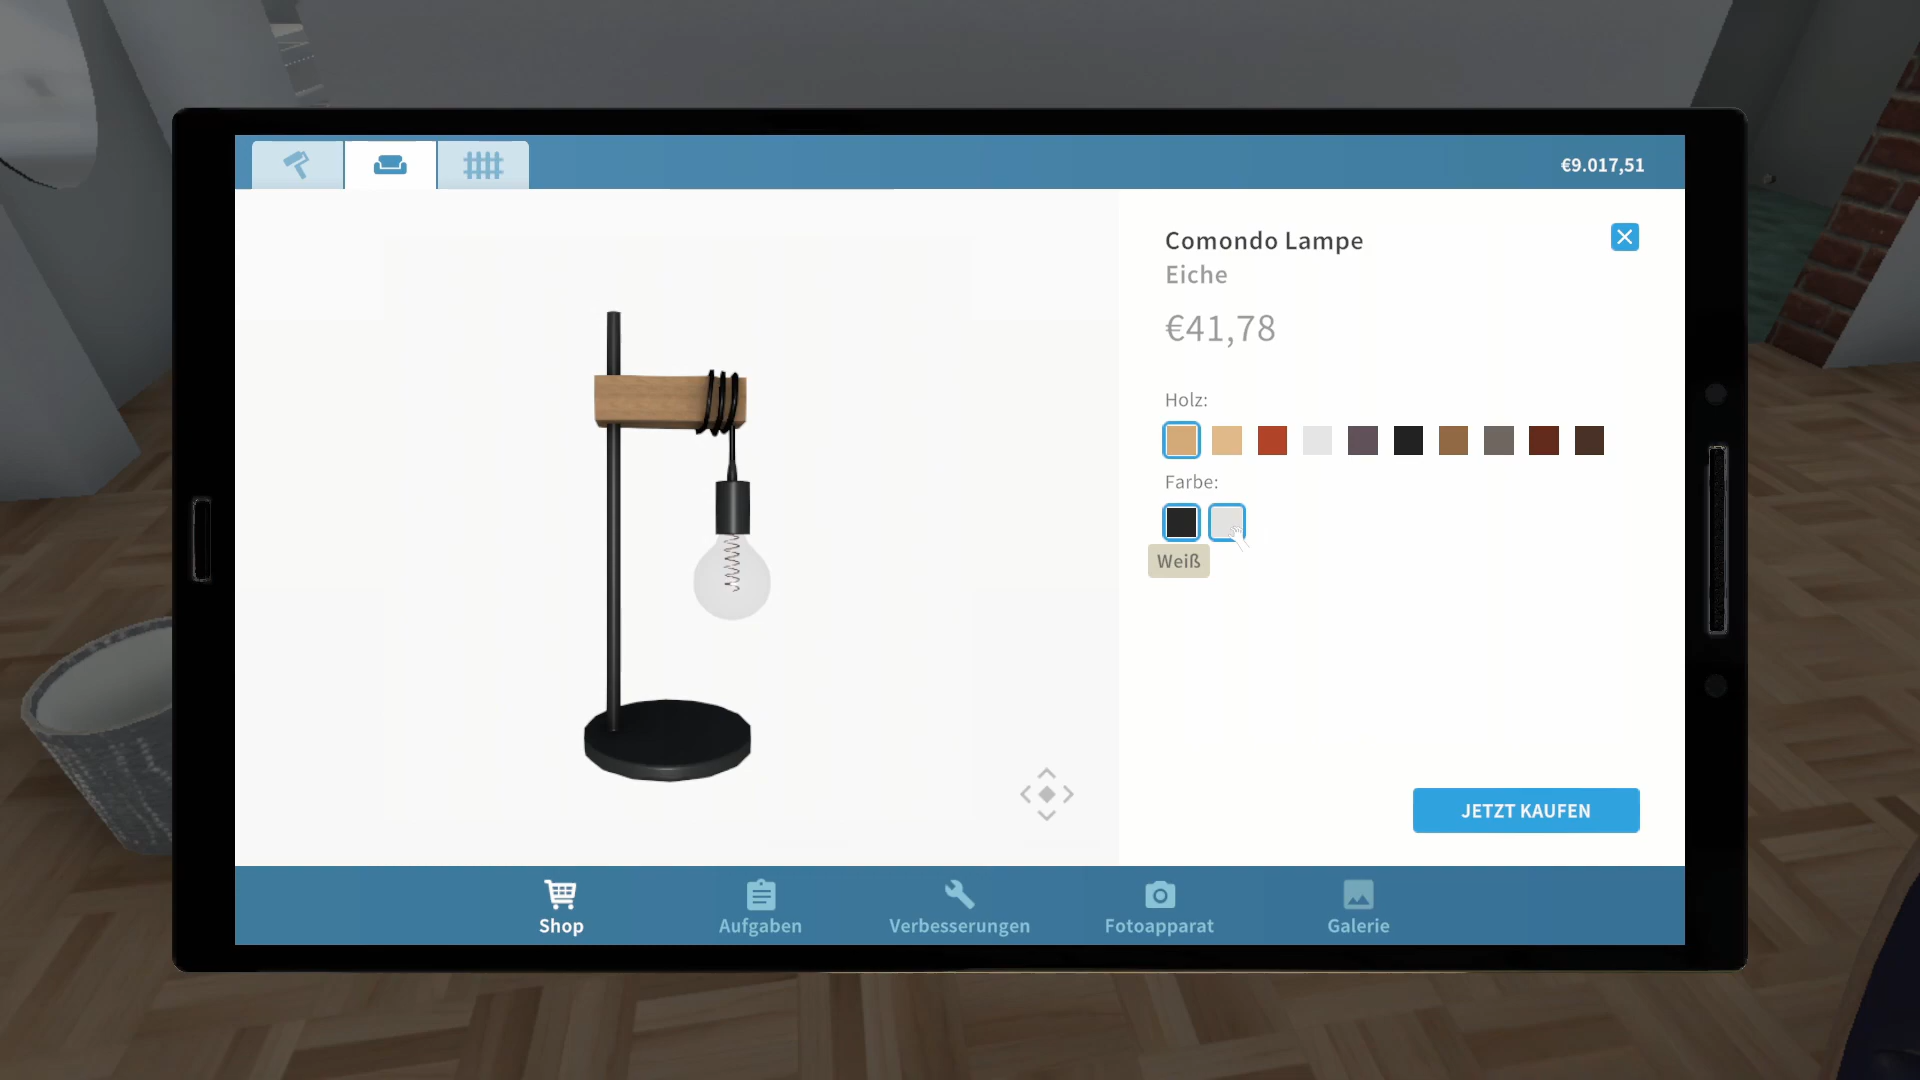 €9.017,51
Comondo Lampe
Eiche
€41,78
Holz:
Farbe:
Weiß
JETZT KAUFEN
Shop
Aufgaben
Verbesserungen
Fotoapparat
Galerie